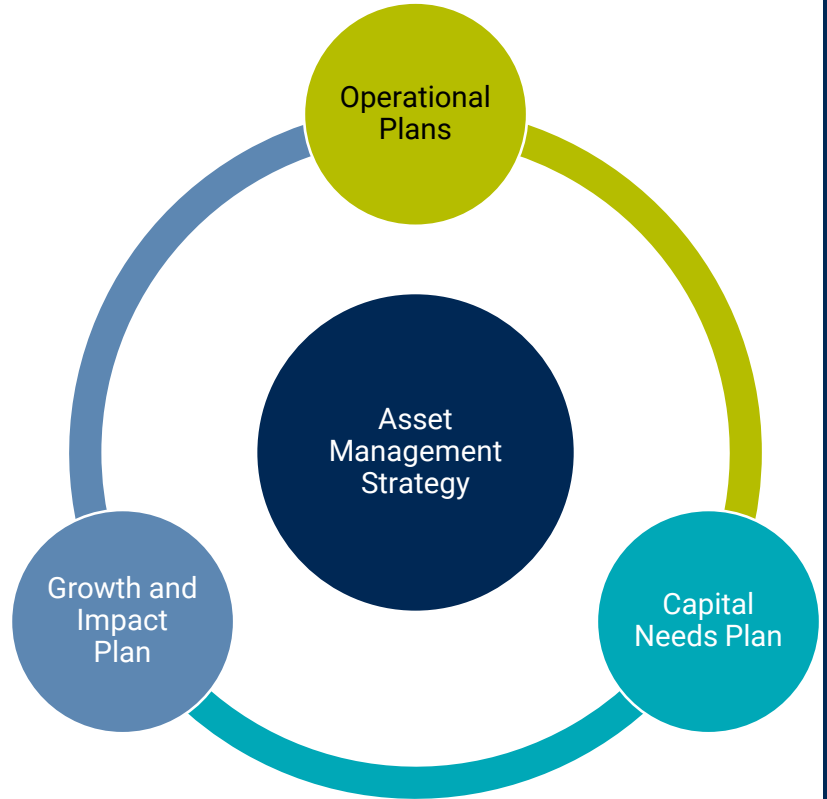 Operational
Plans
Asset
Management
Strategy
Growth and
Impact
Plan
Capital
Needs Plan